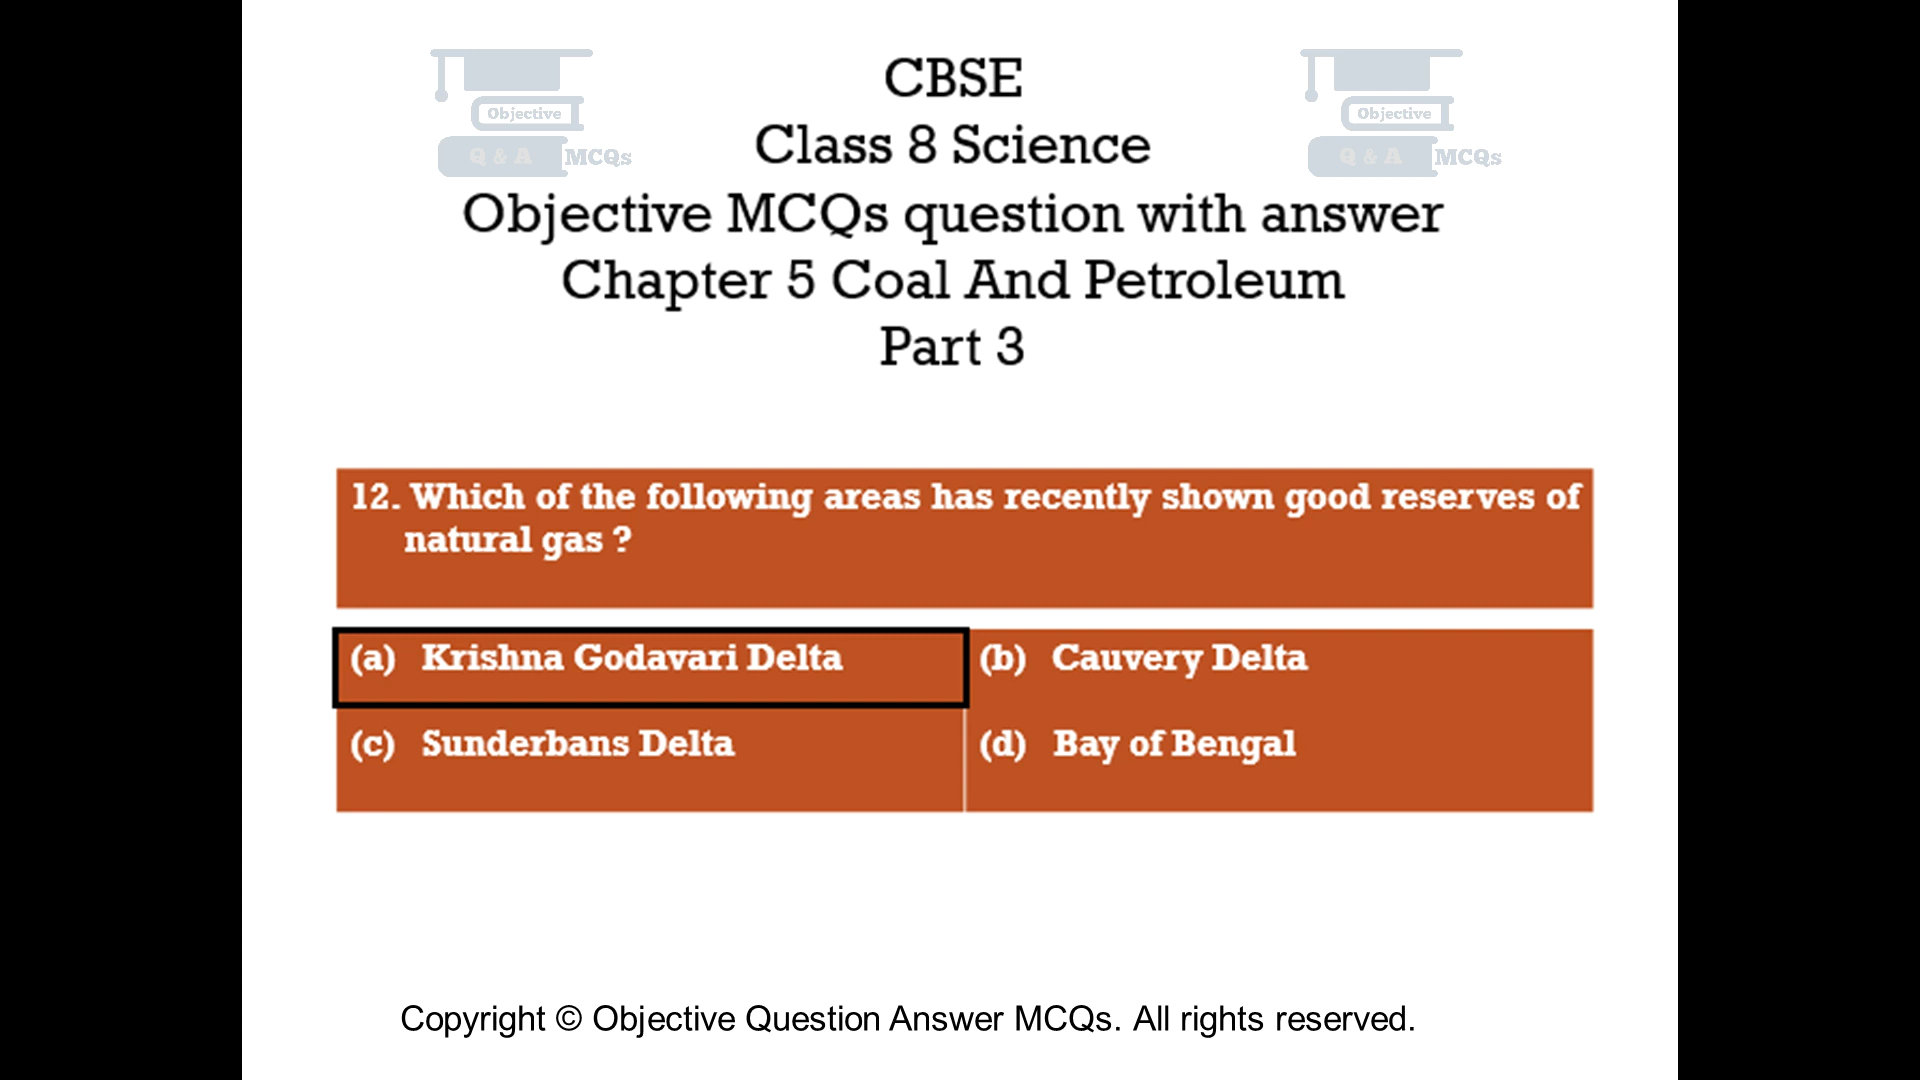 CBSE
Class 8 Science
Objective MCQs question with answer
Chapter 5 Coal And Petroleum
Part 3
Objective
Q & A MCQs
Objective
Q & A MCQs
12. Which of the following areas has recently shown good reserves of
natural gas ?
(a) Krishna Godavari Delta
(b) Cauvery Delta
(c) Sunderbans Delta
(d) Bay of Bengal
Copyright © Objective Question Answer MCQs. All rights reserved.